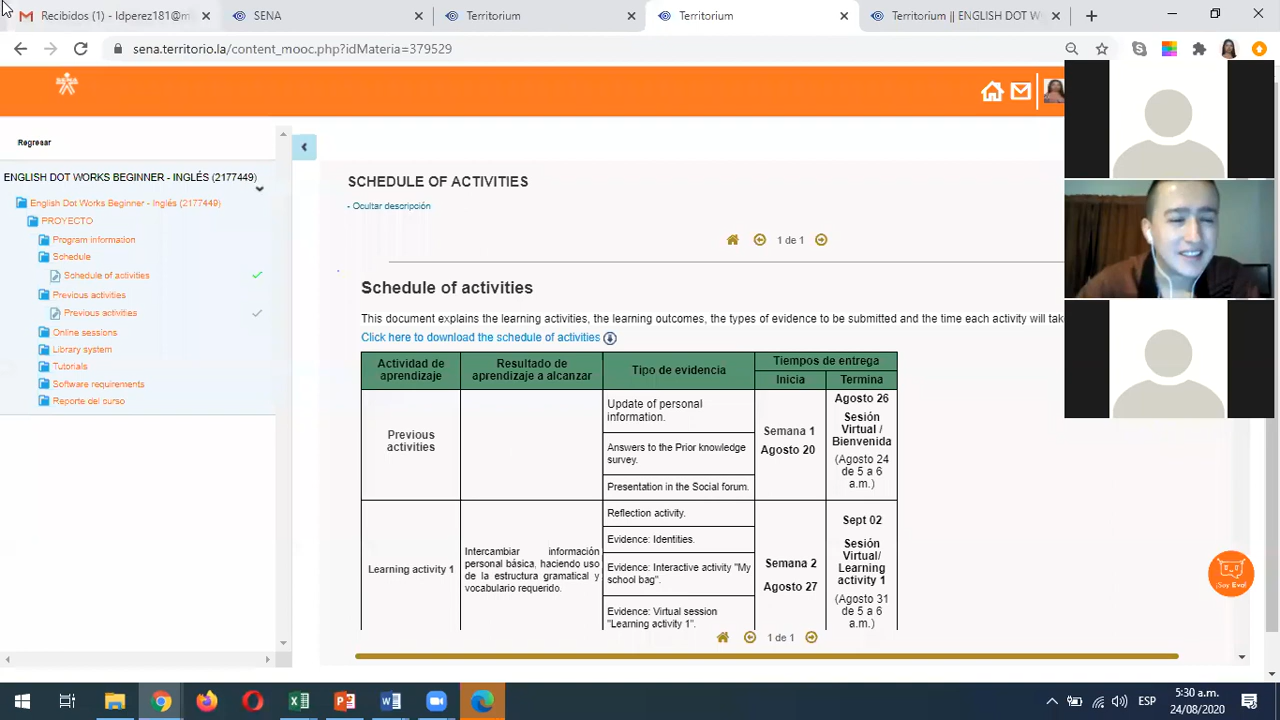 Recibidos (1) - ldperez181@m
SENA
Territorium
Territorium
Territorium || ENGLISH DOT W
sena.territorio.la/content_mooc.php?idMateria=379529
Regresar
ENGLISH DOT WORKS BEGINNER - INGLÉS (2177449)
English Dot Works Beginner - Inglés (2177449)
PROYECTO
Program information
Schedule
Schedule of activities
Previous activities
Previous activities
Online sessions
Library system
Tutorials
Software requirements
Reporte del curso
SCHEDULE OF ACTIVITIES
- Ocultar descripción
1 de 1
Schedule of activities
This document explains the learning activities, the learning outcomes, the types of evidence to be submitted and the time each activity will tak
Click here to download the schedule of activities
Actividad de
aprendizaje
Resultado de
aprendizaje a alcanzar
Tipo de evidencia
Tiempos de entrega
Inicia
Termina
Previous
activities
Update of personal
information.
Answers to the Prior knowledge
survey.
Presentation in the Social forum.
Semana 1
Agosto 20
Agosto 26
Sesión
Virtual /
Bienvenida
(Agosto 24
de 5 a 6
a.m.)
Learning activity 1
Intercambiar información
personal básica, haciendo uso
de la estructura gramatical y
vocabulario requerido.
Reflection activity.
Evidence: Identities.
Evidence: Interactive activity "My
school bag".
Evidence: Virtual session
"Learning activity 1".
Semana 2
Agosto 27
Sept 02
Sesión
Virtual/
Learning
activity 1
(Agosto 31
de 5 a 6
a.m.)
1 de 1
¡Soy Eva!
ESP
5:30 a.m.
24/08/2020